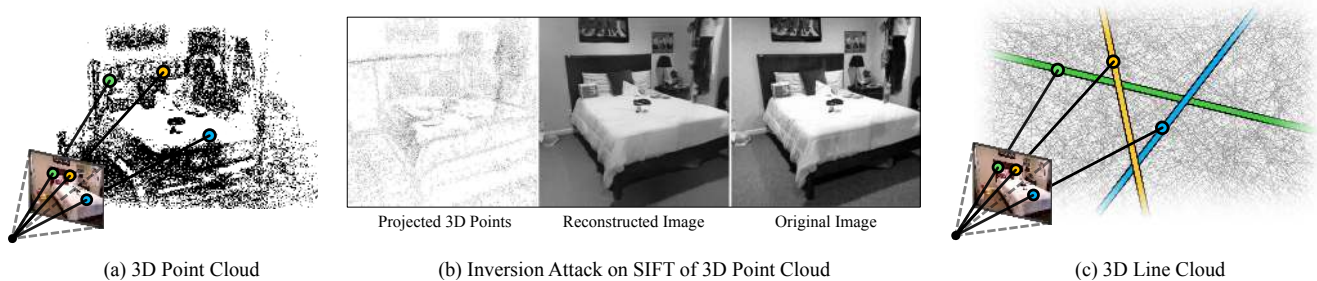 Projected 3D Points
Reconstructed Image
Original Image
(a) 3D Point Cloud
(b) Inversion Attack on SIFT of 3D Point Cloud
(c) 3D Line Cloud